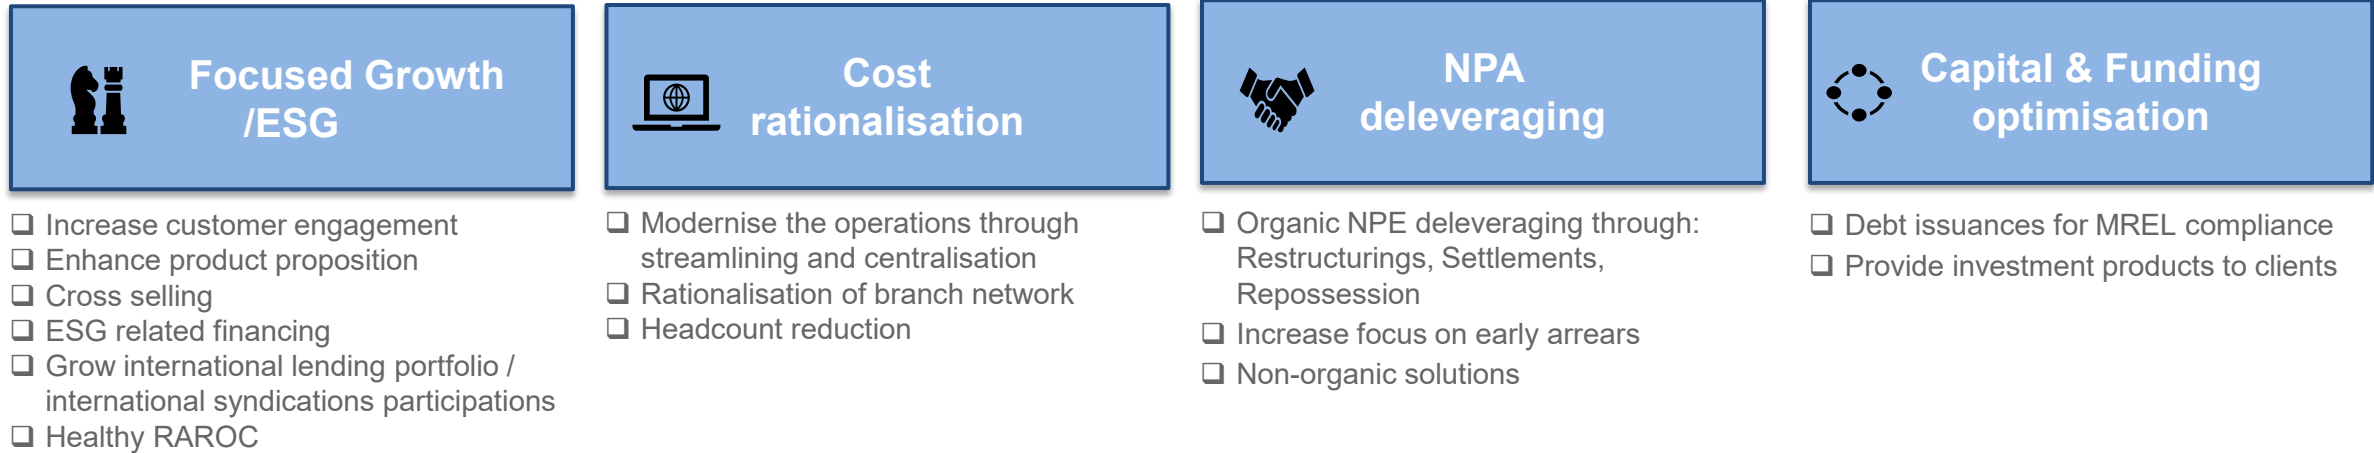 Focused Growth
/ESG
Increase customer engagement
Enhance product proposition
Cross selling
ESG related financing
Grow international lending portfolio /
international syndications participations
Healthy RAROC
Cost
rationalisation
Modernise the operations through
streamlining and centralisation
Rationalisation of branch network
Headcount reduction
NPA
deleveraging
Organic NPE deleveraging through:
Restructurings, Settlements,
Repossession
Increase focus on early arrears
Non-organic solutions
Capital & Funding
optimisation
Debt issuances for MREL compliance
Provide investment products to clients